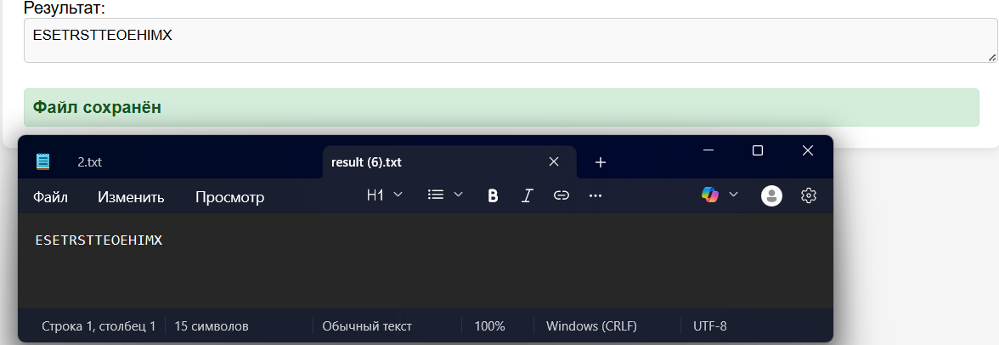 Результат:
ESETRSTTEOEHIMX
Файл сохранён
2.txt
result (6).txt
Файл Изменить Просмотр H1 B I
ESETRSTTEOEHIMX
Строка 1, столбец 1 15 символов Обычный текст 100% Windows (CRLF) UTF-8